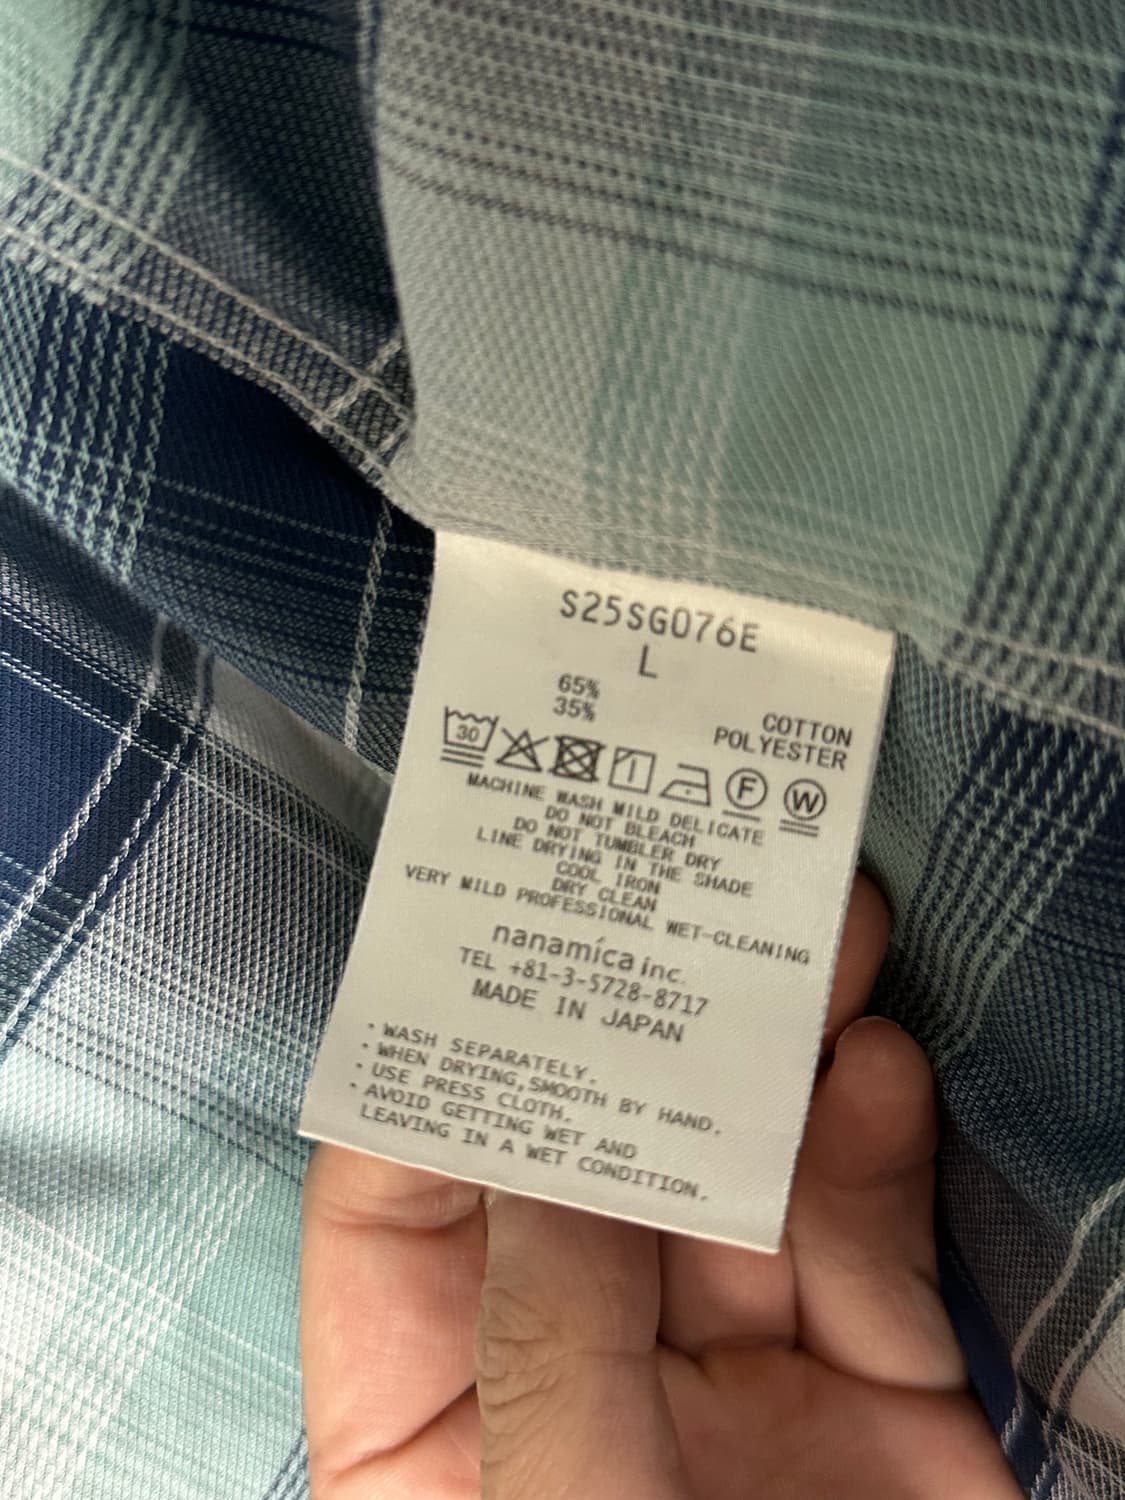 S25SG076E
L
65% COTTON
35% POLYESTER
30 F W
MACHINE WASH MILD DELICATE
DO NOT BLEACH
DO NOT TUMBLER DRY
LINE DRYING IN THE SHADE
COOL IRON
DRY CLEAN
VERY MILD PROFESSIONAL WET-CLEANING
nanamica inc.
TEL +81-3-5728-8717
MADE IN JAPAN
・WASH SEPARATELY.
・WHEN DRYING,SMOOTH BY HAND.
・USE PRESS CLOTH.
・AVOID GETTING WET AND
LEAVING IN A WET CONDITION.